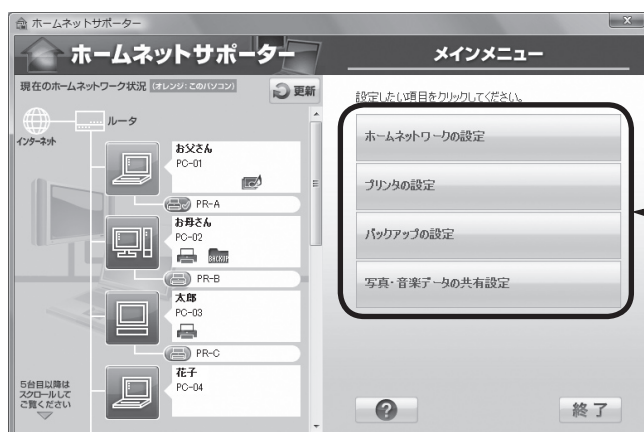 ホームネットサポーター
ホームネットサポーター
現在のホームネットワーク状況 (オレンジ:このパソコン)
更新
インターネット
ルータ
お父さん
PC-01
PR-A
お母さん
PC-02
BACKUP
PR-B
太郎
PC-03
PR-C
花子
PC-04
5台目以降は
スクロールして
ご覧ください
メインメニュー
設定したい項目をクリックしてください。
ホームネットワークの設定
プリンタの設定
バックアップの設定
写真・音楽データの共有設定
?
終了